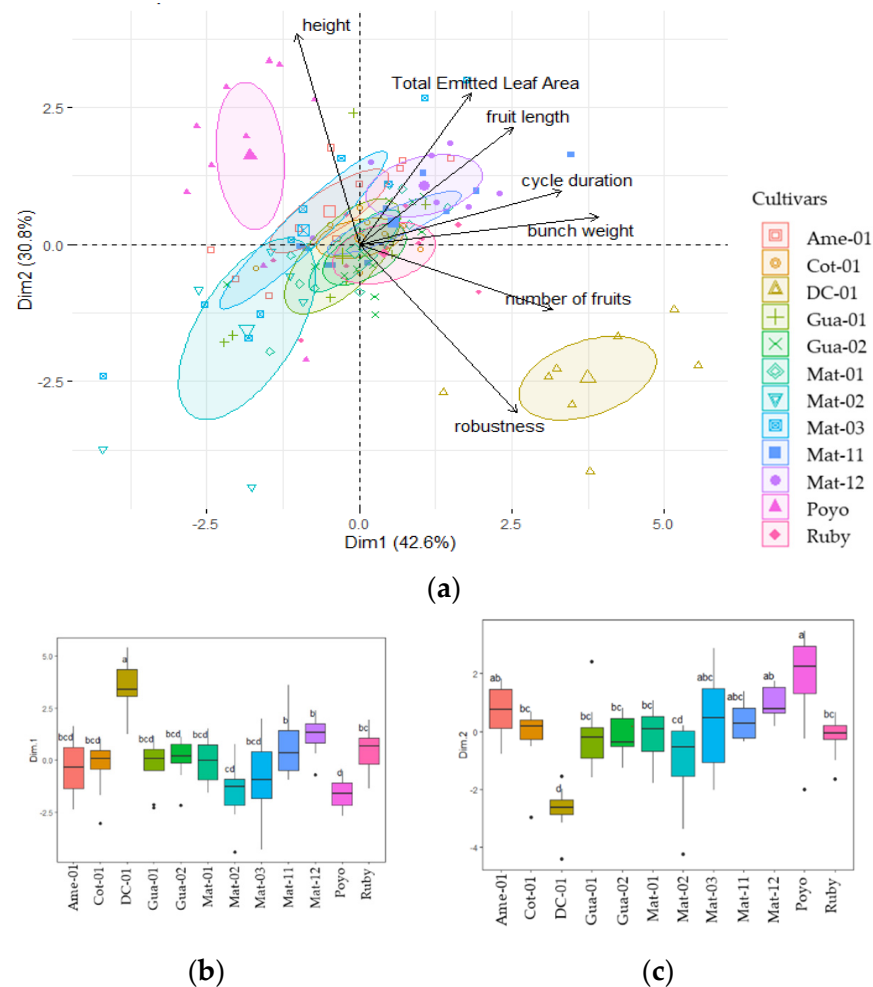 height
Total Emitted Leaf Area
fruit length
cycle duration
bunch weight
number of fruits
robustness
2.5
0.0
-2.5
Dim2 (30.8%)
-2.5
0.0
2.5
5.0
Dim1 (42.6%)
Cultivars
Ame-01
Cot-01
DC-01
Gua-01
Gua-02
Mat-01
Mat-02
Mat-03
Mat-11
Mat-12
Poyo
Ruby
(a)
5.0
2.5
0.0
-2.5
Dim.1
bcd
bcd
a
bcd
bcd
bcd
cd
bcd
b
b
d
bcd
Ame-01
Cot-01
DC-01
Gua-01
Gua-02
Mat-01
Mat-02
Mat-03
Mat-11
Mat-12
Poyo
Ruby
(b)
2
0
-2
-4
Dim.2
ab
bc
d
bc
bc
bc
cd
abc
abc
ab
a
bc
Ame-01
Cot-01
DC-01
Gua-01
Gua-02
Mat-01
Mat-02
Mat-03
Mat-11
Mat-12
Poyo
Ruby
(c)